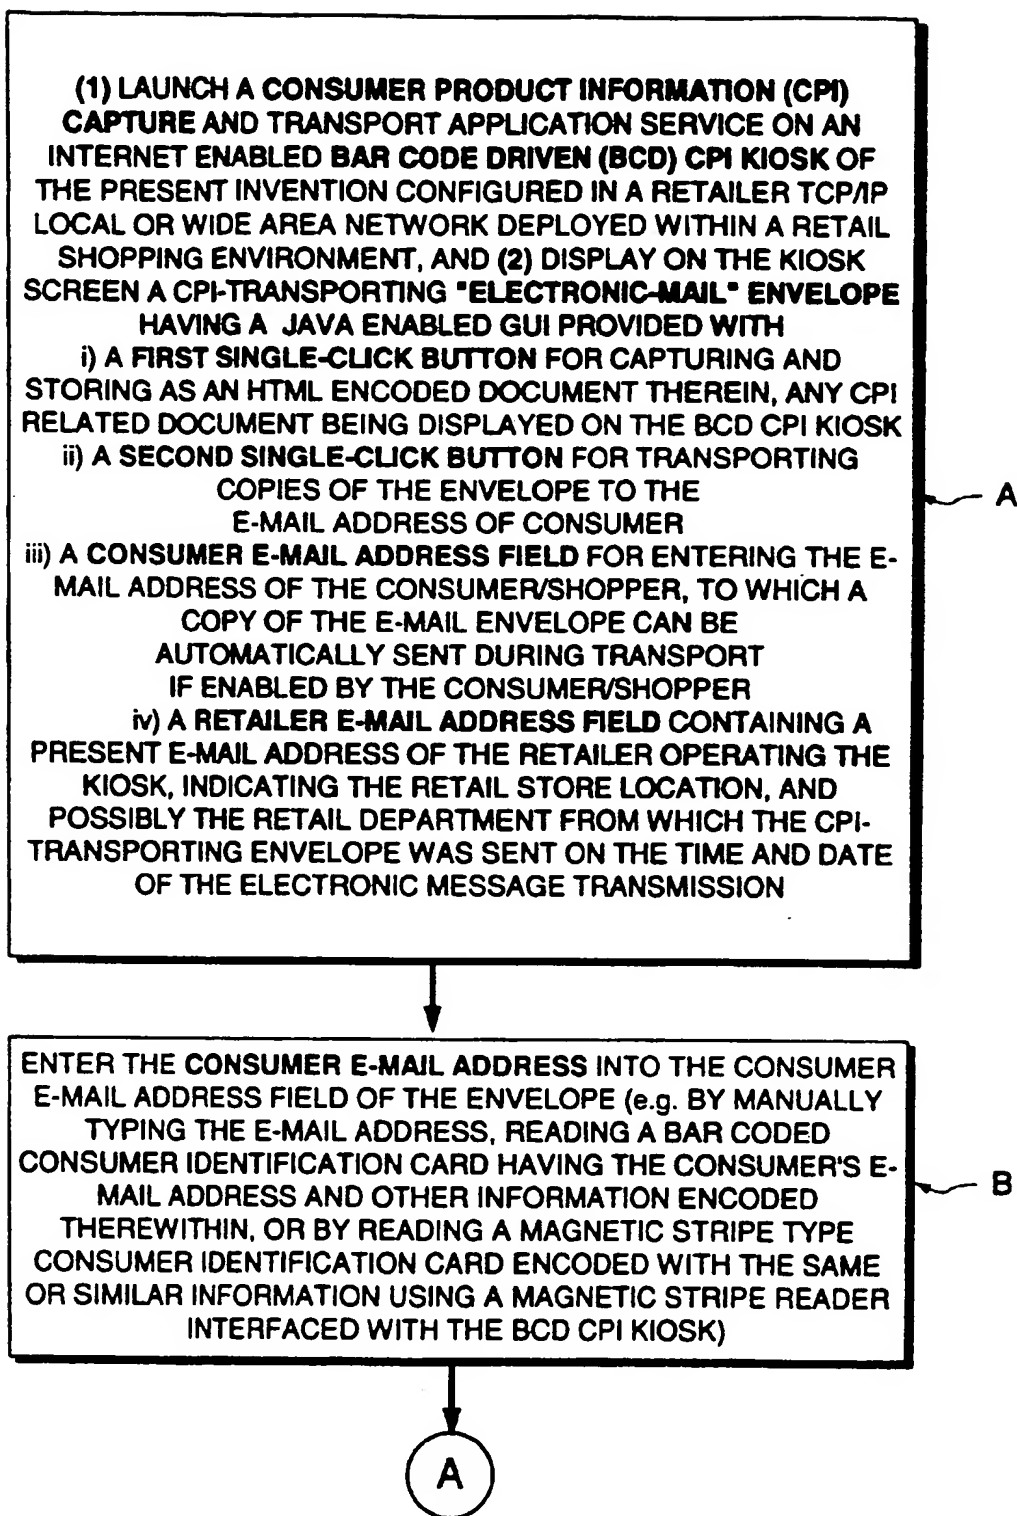 (1) LAUNCH A CONSUMER PRODUCT INFORMATION (CPI)
CAPTURE AND TRANSPORT APPLICATION SERVICE ON AN
INTERNET ENABLED BAR CODE DRIVEN (BCD) CPI KIOSK OF
THE PRESENT INVENTION CONFIGURED IN A RETAILER TCP/IP
LOCAL OR WIDE AREA NETWORK DEPLOYED WITHIN A RETAIL
SHOPPING ENVIRONMENT, AND (2) DISPLAY ON THE KIOSK
SCREEN A CPI-TRANSPORTING "ELECTRONIC-MAIL" ENVELOPE
HAVING A JAVA ENABLED GUI PROVIDED WITH
i) A FIRST SINGLE-CLICK BUTTON FOR CAPTURING AND
STORING AS AN HTML ENCODED DOCUMENT THEREIN, ANY CPI
RELATED DOCUMENT BEING DISPLAYED ON THE BCD CPI KIOSK
ii) A SECOND SINGLE-CLICK BUTTON FOR TRANSPORTING
COPIES OF THE ENVELOPE TO THE
E-MAIL ADDRESS OF CONSUMER
iii) A CONSUMER E-MAIL ADDRESS FIELD FOR ENTERING THE E-
MAIL ADDRESS OF THE CONSUMER/SHOPPER, TO WHICH A
COPY OF THE E-MAIL ENVELOPE CAN BE
AUTOMATICALLY SENT DURING TRANSPORT
IF ENABLED BY THE CONSUMER/SHOPPER
iv) A RETAILER E-MAIL ADDRESS FIELD CONTAINING A
PRESENT E-MAIL ADDRESS OF THE RETAILER OPERATING THE
KIOSK, INDICATING THE RETAIL STORE LOCATION, AND
POSSIBLY THE RETAIL DEPARTMENT FROM WHICH THE CPI-
TRANSPORTING ENVELOPE WAS SENT ON THE TIME AND DATE
OF THE ELECTRONIC MESSAGE TRANSMISSION
A
ENTER THE CONSUMER E-MAIL ADDRESS INTO THE CONSUMER
E-MAIL ADDRESS FIELD OF THE ENVELOPE (e.g. BY MANUALLY
TYPING THE E-MAIL ADDRESS, READING A BAR CODED
CONSUMER IDENTIFICATION CARD HAVING THE CONSUMER'S E-
MAIL ADDRESS AND OTHER INFORMATION ENCODED
THEREWITHIN, OR BY READING A MAGNETIC STRIPE TYPE
CONSUMER IDENTIFICATION CARD ENCODED WITH THE SAME
OR SIMILAR INFORMATION USING A MAGNETIC STRIPE READER
INTERFACED WITH THE BCD CPI KIOSK)
B
A